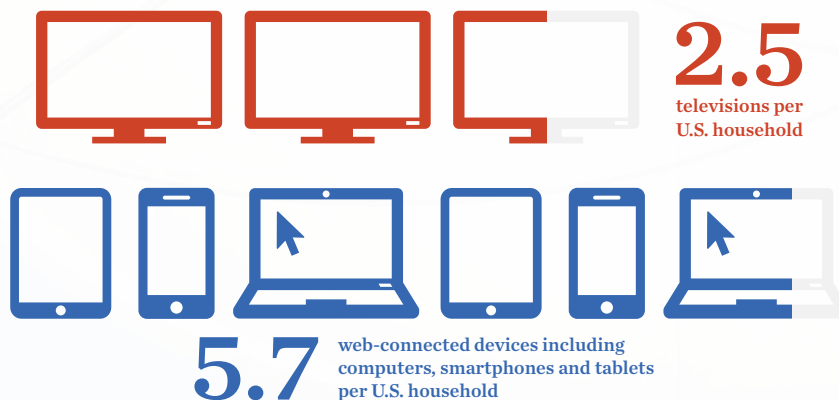 2.5
televisions per
U.S. household
5.7
web-connected devices including
computers, smartphones and tablets
per U.S. household